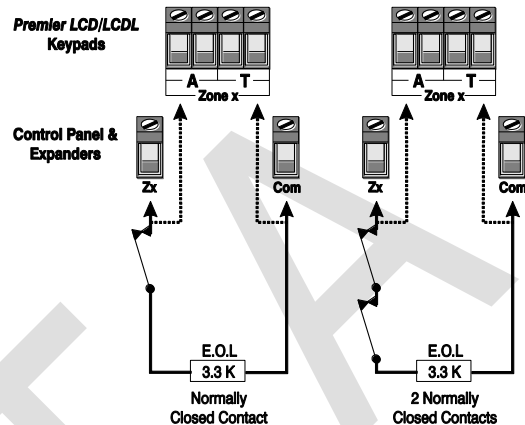 Premier LCD/LCDL
Keypads
A T A T
Zone x Zone x
Control Panel &
Expanders
Zx Com Zx Com
E.O.L E.O.L
3.3 K 3.3 K
Normally
Closed Contact
2 Normally
Closed Contacts